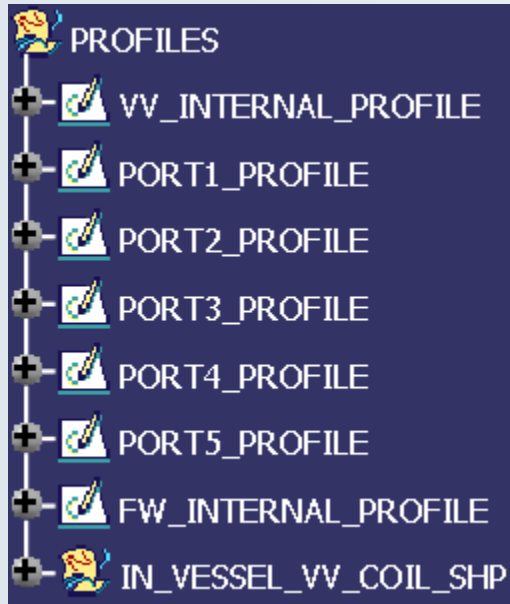 PROFILES
VV_INTERNAL_PROFILE
PORT1_PROFILE
PORT2_PROFILE
PORT3_PROFILE
PORT4_PROFILE
PORT5_PROFILE
FW_INTERNAL_PROFILE
IN_VESSEL_VV_COIL_SHP